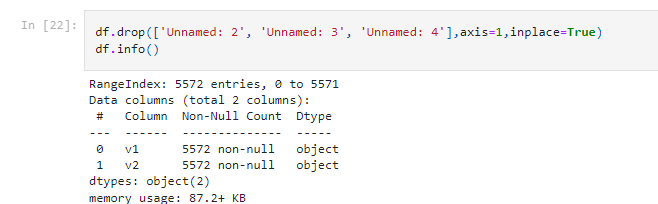 In [22]:
df.drop(['Unnamed: 2', 'Unnamed: 3', 'Unnamed: 4'],axis=1,inplace=True)
df.info()
RangeIndex: 5572 entries, 0 to 5571
Data columns (total 2 columns):
 #   Column  Non-Null Count  Dtype
---  ------  --------------  -----
 0   v1      5572 non-null   object
 1   v2      5572 non-null   object
dtypes: object(2)
memory usage: 87.2+ KB